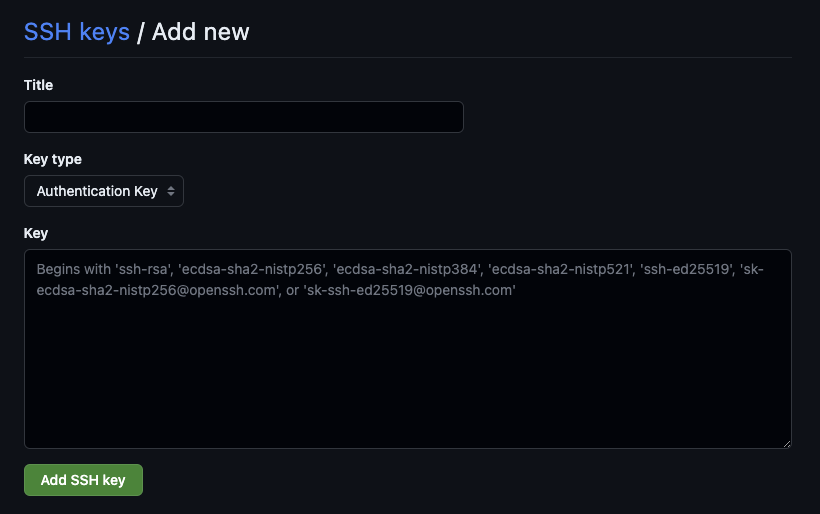 SSH keys / Add new
Title
Key type
Authentication Key
Key
Begins with 'ssh-rsa', 'ecdsa-sha2-nistp256', 'ecdsa-sha2-nistp384', 'ecdsa-sha2-nistp521', 'ssh-ed25519', 'sk-
ecdsa-sha2-nistp256@openssh.com', or 'sk-ssh-ed25519@openssh.com'
Add SSH key